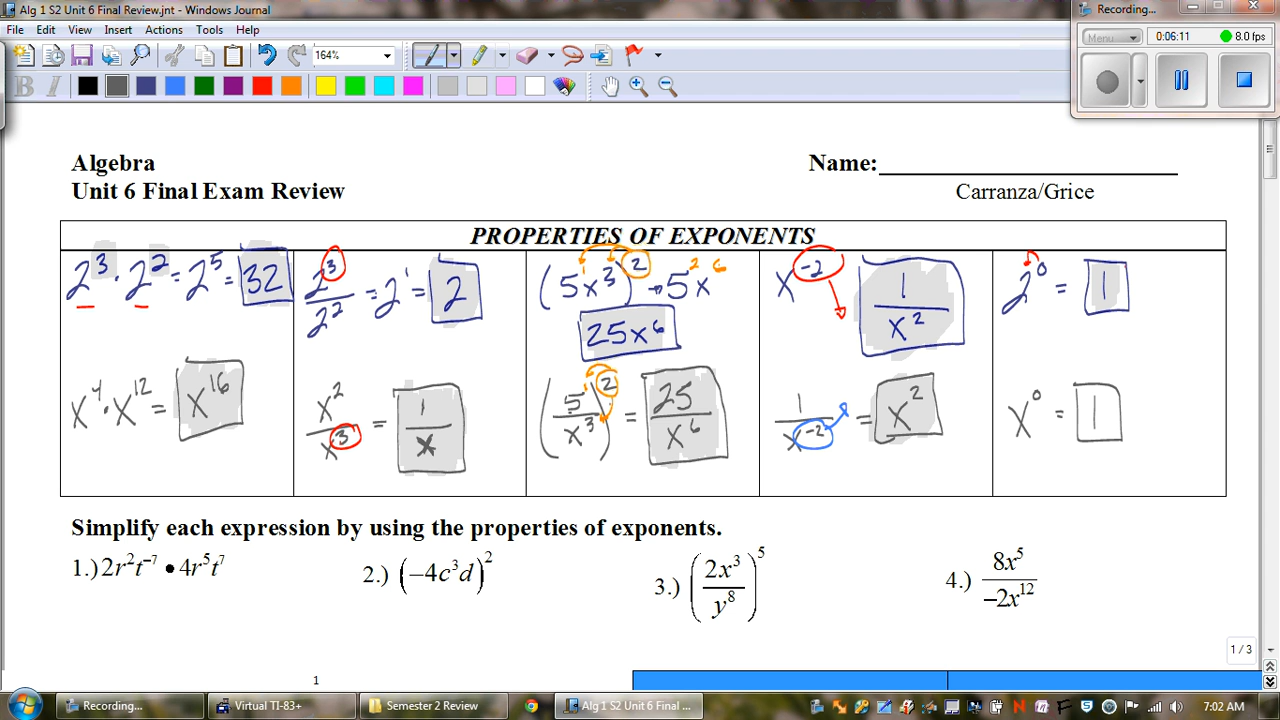 Alg 1 S2 Unit 6 Final Review.jnt - Windows Journal
Recording...
File Edit View Insert Actions Tools Help
Menu 0:06:11 8.0 fps
164%
B I
Algebra
Name:
Unit 6 Final Exam Review
Carranza/Grice
PROPERTIES OF EXPONENTS
2³ · 2² = 2⁵ = 32
2³/2² = 2¹ = 2
(5x³)² → 5²x⁶
25x⁶
x⁻² 1/x²
2⁰ = 1
x⁴ · x¹² = x¹⁶
x²/x³ = 1/x
(5¹/x³)² = 25/x⁶
1/x⁻² = x²
x⁰ = 1
Simplify each expression by using the properties of exponents.
1.) 2r²t⁻⁷ • 4r⁵t⁷
2.) (−4c³d)²
3.) (2x³/y⁸)⁵
4.) 8x⁵/−2x¹²
1 / 3
1
Recording... Virtual TI-83+ Semester 2 Review Alg 1 S2 Unit 6 Final ... 7:02 AM